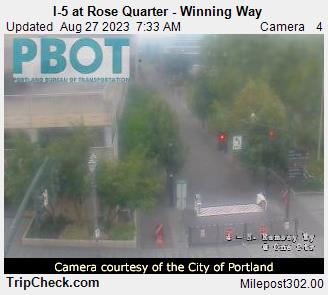 I-5 at Rose Quarter - Winning Way
Updated Aug 27 2023 7:33 AM Camera 4
PBOT
PORTLAND BUREAU OF TRANSPORTATION
Camera courtesy of the City of Portland
TripCheck.com Milepost302.00